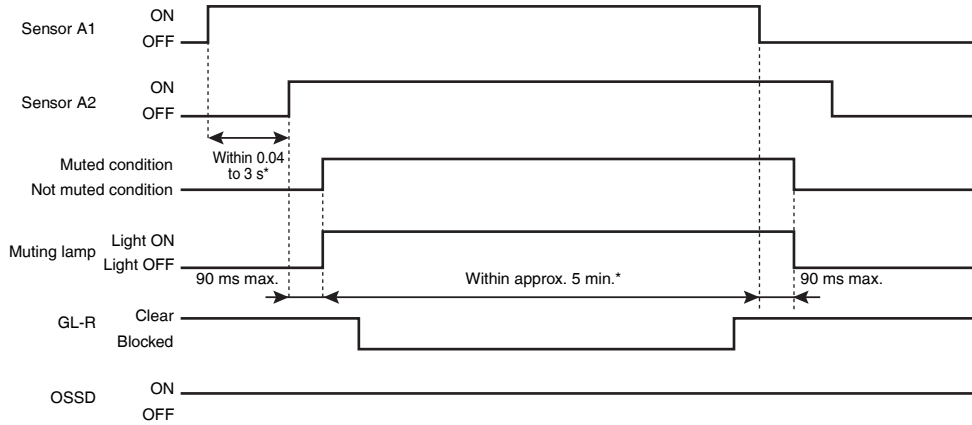 Sensor A1
ON
OFF
Sensor A2
ON
OFF
Within 0.04
to 3 s*
Muted condition
Not muted condition
Muting lamp
Light ON
Light OFF
90 ms max.
Within approx. 5 min.*
90 ms max.
GL-R
Clear
Blocked
OSSD
ON
OFF